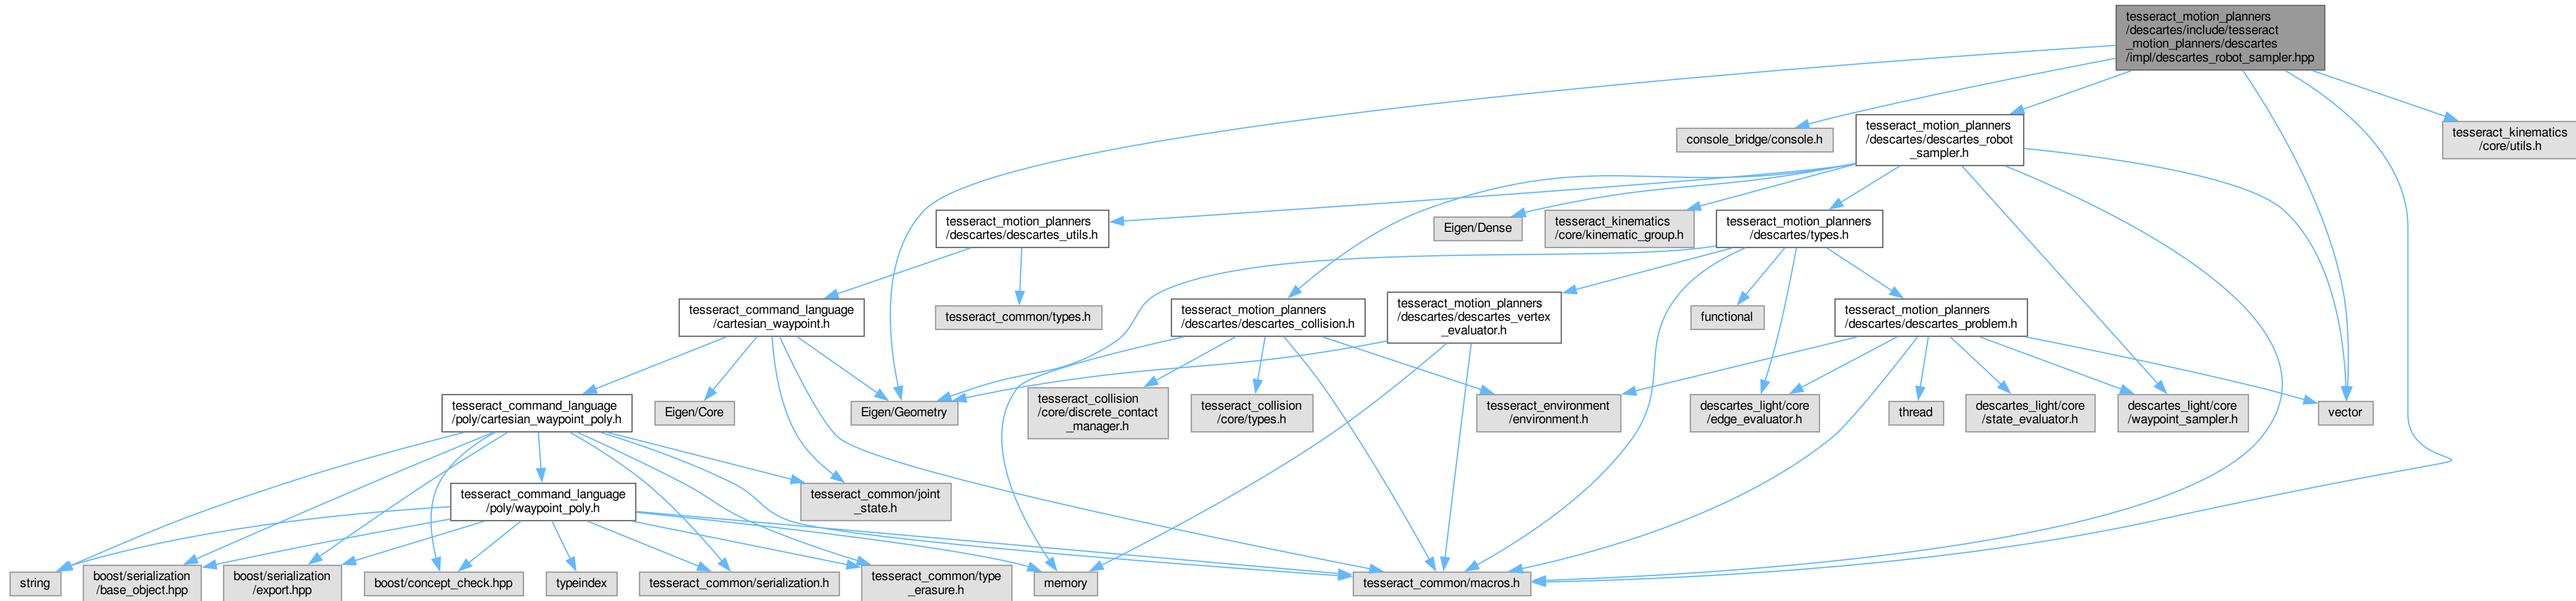 tesseract_motion_planners
/descartes/include/tesseract
_motion_planners/descartes
/impl/descartes_robot_sampler.hpp
console_bridge/console.h
tesseract_motion_planners
/descartes/descartes_robot
_sampler.h
tesseract_kinematics
/core/utils.h
tesseract_motion_planners
/descartes/descartes_utils.h
Eigen/Dense
tesseract_kinematics
/core/kinematic_group.h
tesseract_motion_planners
/descartes/types.h
tesseract_command_language
/cartesian_waypoint.h
tesseract_common/types.h
tesseract_motion_planners
/descartes/descartes_collision.h
tesseract_motion_planners
/descartes/descartes_vertex
_evaluator.h
functional
tesseract_motion_planners
/descartes/descartes_problem.h
tesseract_command_language
/poly/cartesian_waypoint_poly.h
Eigen/Core
Eigen/Geometry
tesseract_collision
/core/discrete_contact
_manager.h
tesseract_collision
/core/types.h
tesseract_environment
/environment.h
descartes_light/core
/edge_evaluator.h
thread
descartes_light/core
/state_evaluator.h
descartes_light/core
/waypoint_sampler.h
vector
tesseract_command_language
/poly/waypoint_poly.h
tesseract_common/joint
_state.h
string
boost/serialization
/base_object.hpp
boost/serialization
/export.hpp
boost/concept_check.hpp
typeindex
tesseract_common/serialization.h
tesseract_common/type
_erasure.h
memory
tesseract_common/macros.h